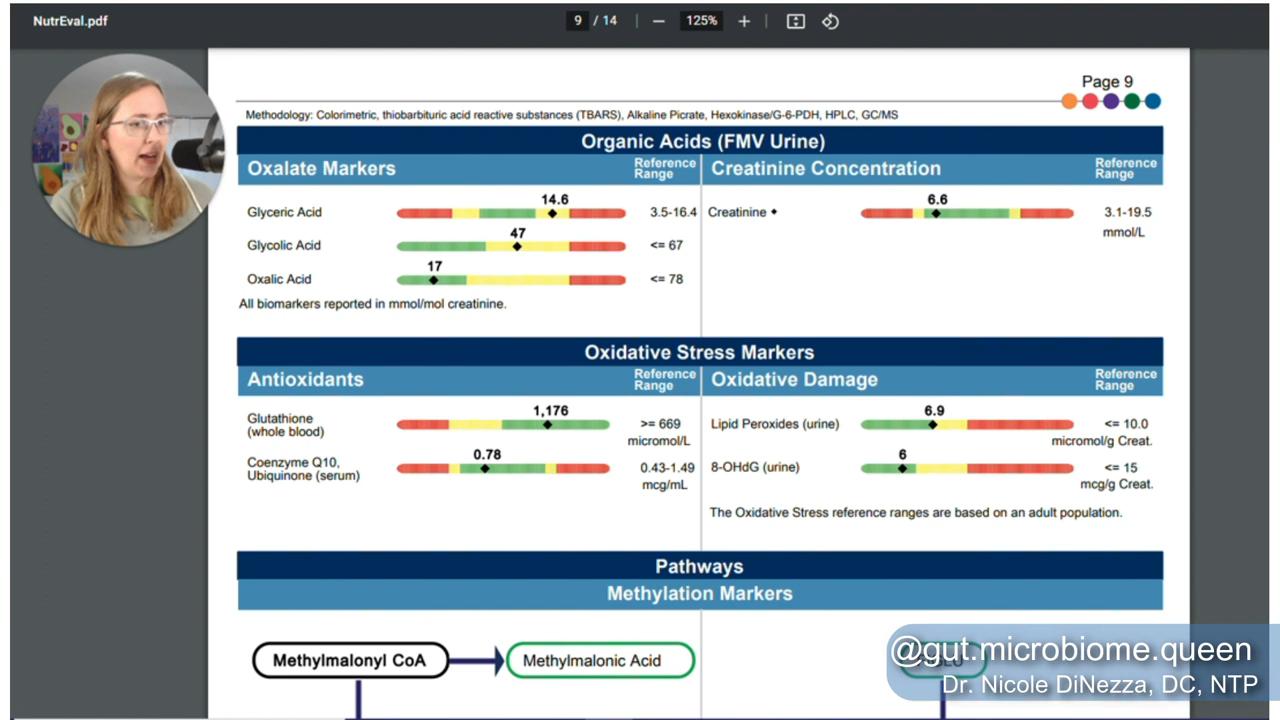 NutrEval.pdf
9 / 14
125%
Page 9
Methodology: Colorimetric, thiobarbituric acid reactive substances (TBARS), Alkaline Picrate, Hexokinase/G-6-PDH, HPLC, GC/MS
Organic Acids (FMV Urine)
Oxalate Markers
Reference
Range
Creatinine Concentration
Reference
Range
14.6
Glyceric Acid
3.5-16.4
47
Glycolic Acid
<= 67
17
Oxalic Acid
<= 78
All biomarkers reported in mmol/mol creatinine.
6.6
Creatinine ♦
3.1-19.5
mmol/L
Oxidative Stress Markers
Antioxidants
Reference
Range
Oxidative Damage
Reference
Range
1,176
Glutathione
(whole blood)
>= 669
micromol/L
0.78
Coenzyme Q10,
Ubiquinone (serum)
0.43-1.49
mcg/mL
6.9
Lipid Peroxides (urine)
<= 10.0
micromol/g Creat.
6
8-OHdG (urine)
<= 15
mcg/g Creat.
The Oxidative Stress reference ranges are based on an adult population.
Pathways
Methylation Markers
Methylmalonyl CoA
Methylmalonic Acid
@gut.microbiome.queen
Dr. Nicole DiNezza, DC, NTP